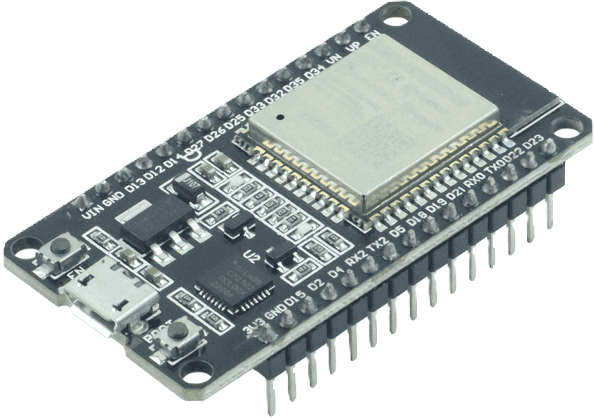 VIN GND D13 D12 D14 D27 D26 D25 D33 D32 D35 D34 VN VP EN
EN
U2
BOOT
3V3 GND D15 D2 D4 RX2 TX2 D5 D18 D19 D21 RX0 TX0 D22 D23